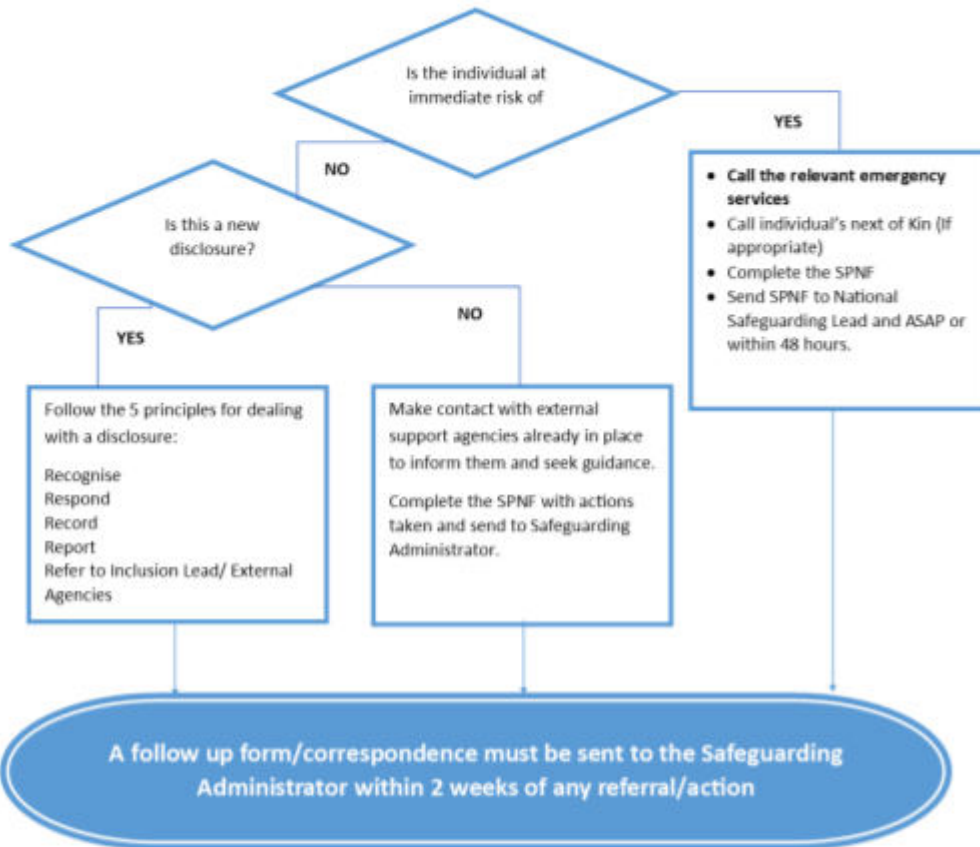 Is the individual at
immediate risk of
YES
NO
• Call the relevant emergency
services
• Call individual's next of Kin (If
appropriate)
• Complete the SPNF
• Send SPNF to National
Safeguarding Lead and ASAP or
within 48 hours.
Is this a new
disclosure?
YES
NO
Follow the 5 principles for dealing
with a disclosure:
Recognise
Respond
Record
Report
Refer to Inclusion Lead/ External
Agencies
Make contact with external
support agencies already in place
to inform them and seek guidance.
Complete the SPNF with actions
taken and send to Safeguarding
Administrator.
A follow up form/correspondence must be sent to the Safeguarding
Administrator within 2 weeks of any referral/action